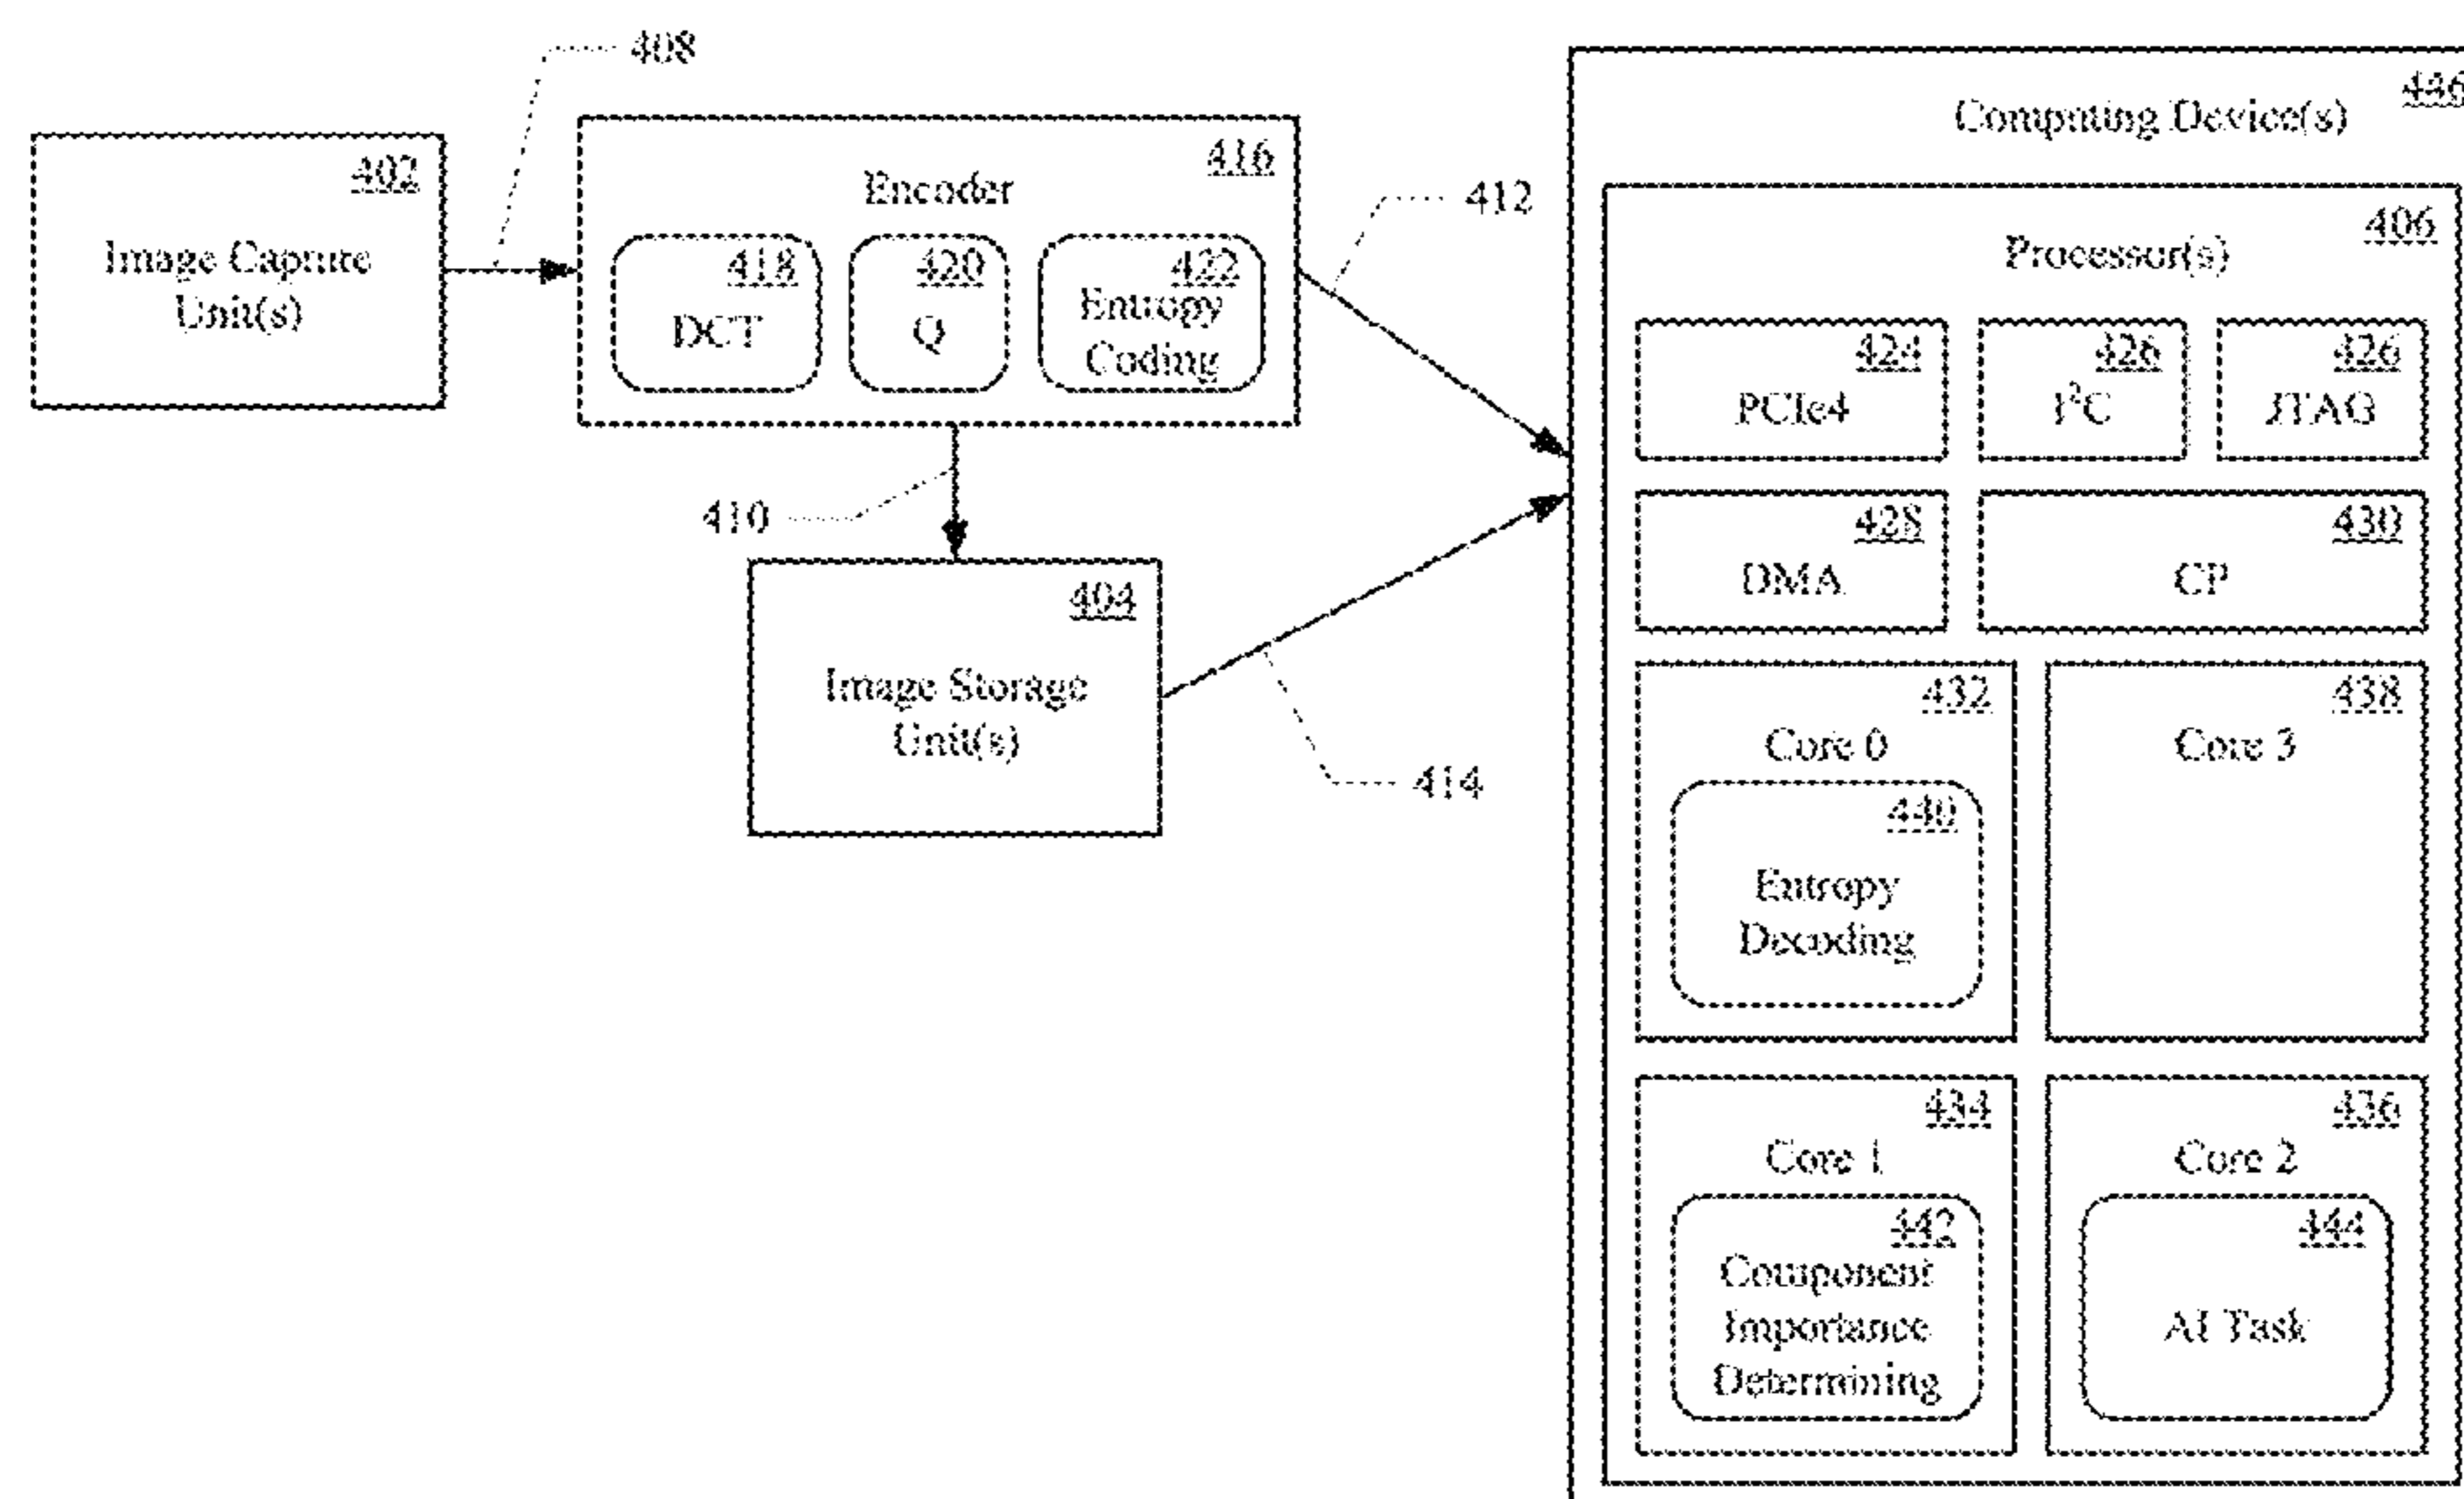 408
402
Image Capture
Unit(s)
416
Encoder
418
DCT
420
Q
422
Entropy
Coding
412
410
404
Image Storage
Unit(s)
414
446
Computing Device(s)
406
Processor(s)
424
PCIe4
426
I²C
426
JTAG
428
DMA
430
CP
432
Core 0
440
Entropy
Decoding
438
Core 3
434
Core 1
442
Component
Importance
Determining
436
Core 2
444
AI Task